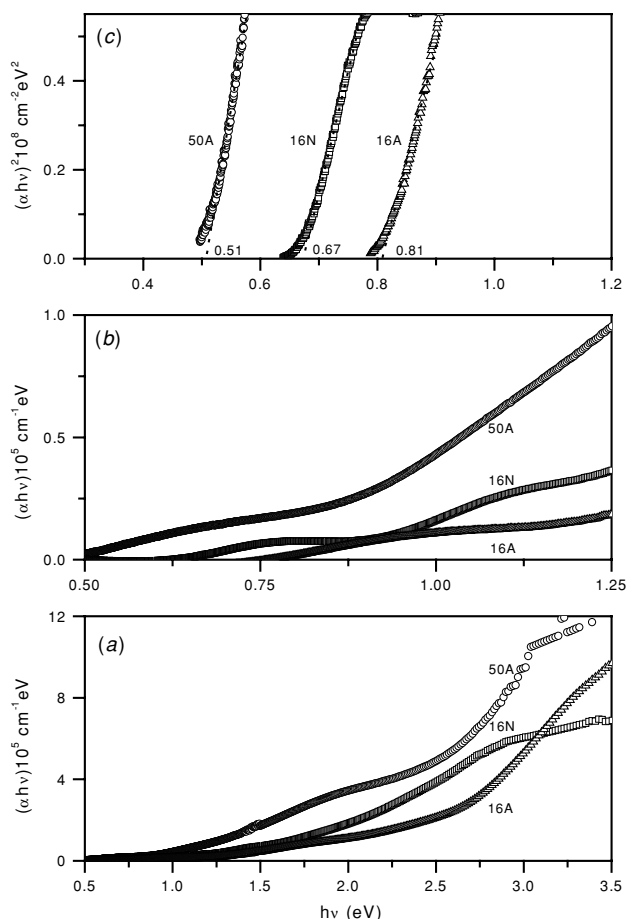 (c)
(αhν)²10⁸ cm⁻²eV²
0.4
0.2
0.0
50A
16N
16A
0.51
0.67
0.81
0.4 0.6 0.8 1.0 1.2
(b)
(αhν)10⁵ cm⁻¹eV
1.0
0.5
0.0
50A
16N
16A
0.50 0.75 1.00 1.25
(a)
(αhν)10⁵ cm⁻¹eV
12
8
4
0
50A
16N
16A
0.5 1.0 1.5 2.0 2.5 3.0 3.5
hν (eV)